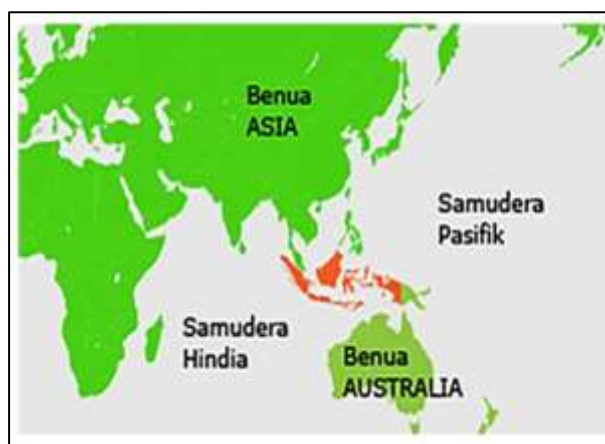 Benua
ASIA
Samudera
Pasifik
Samudera
Hindia
Benua
AUSTRALIA